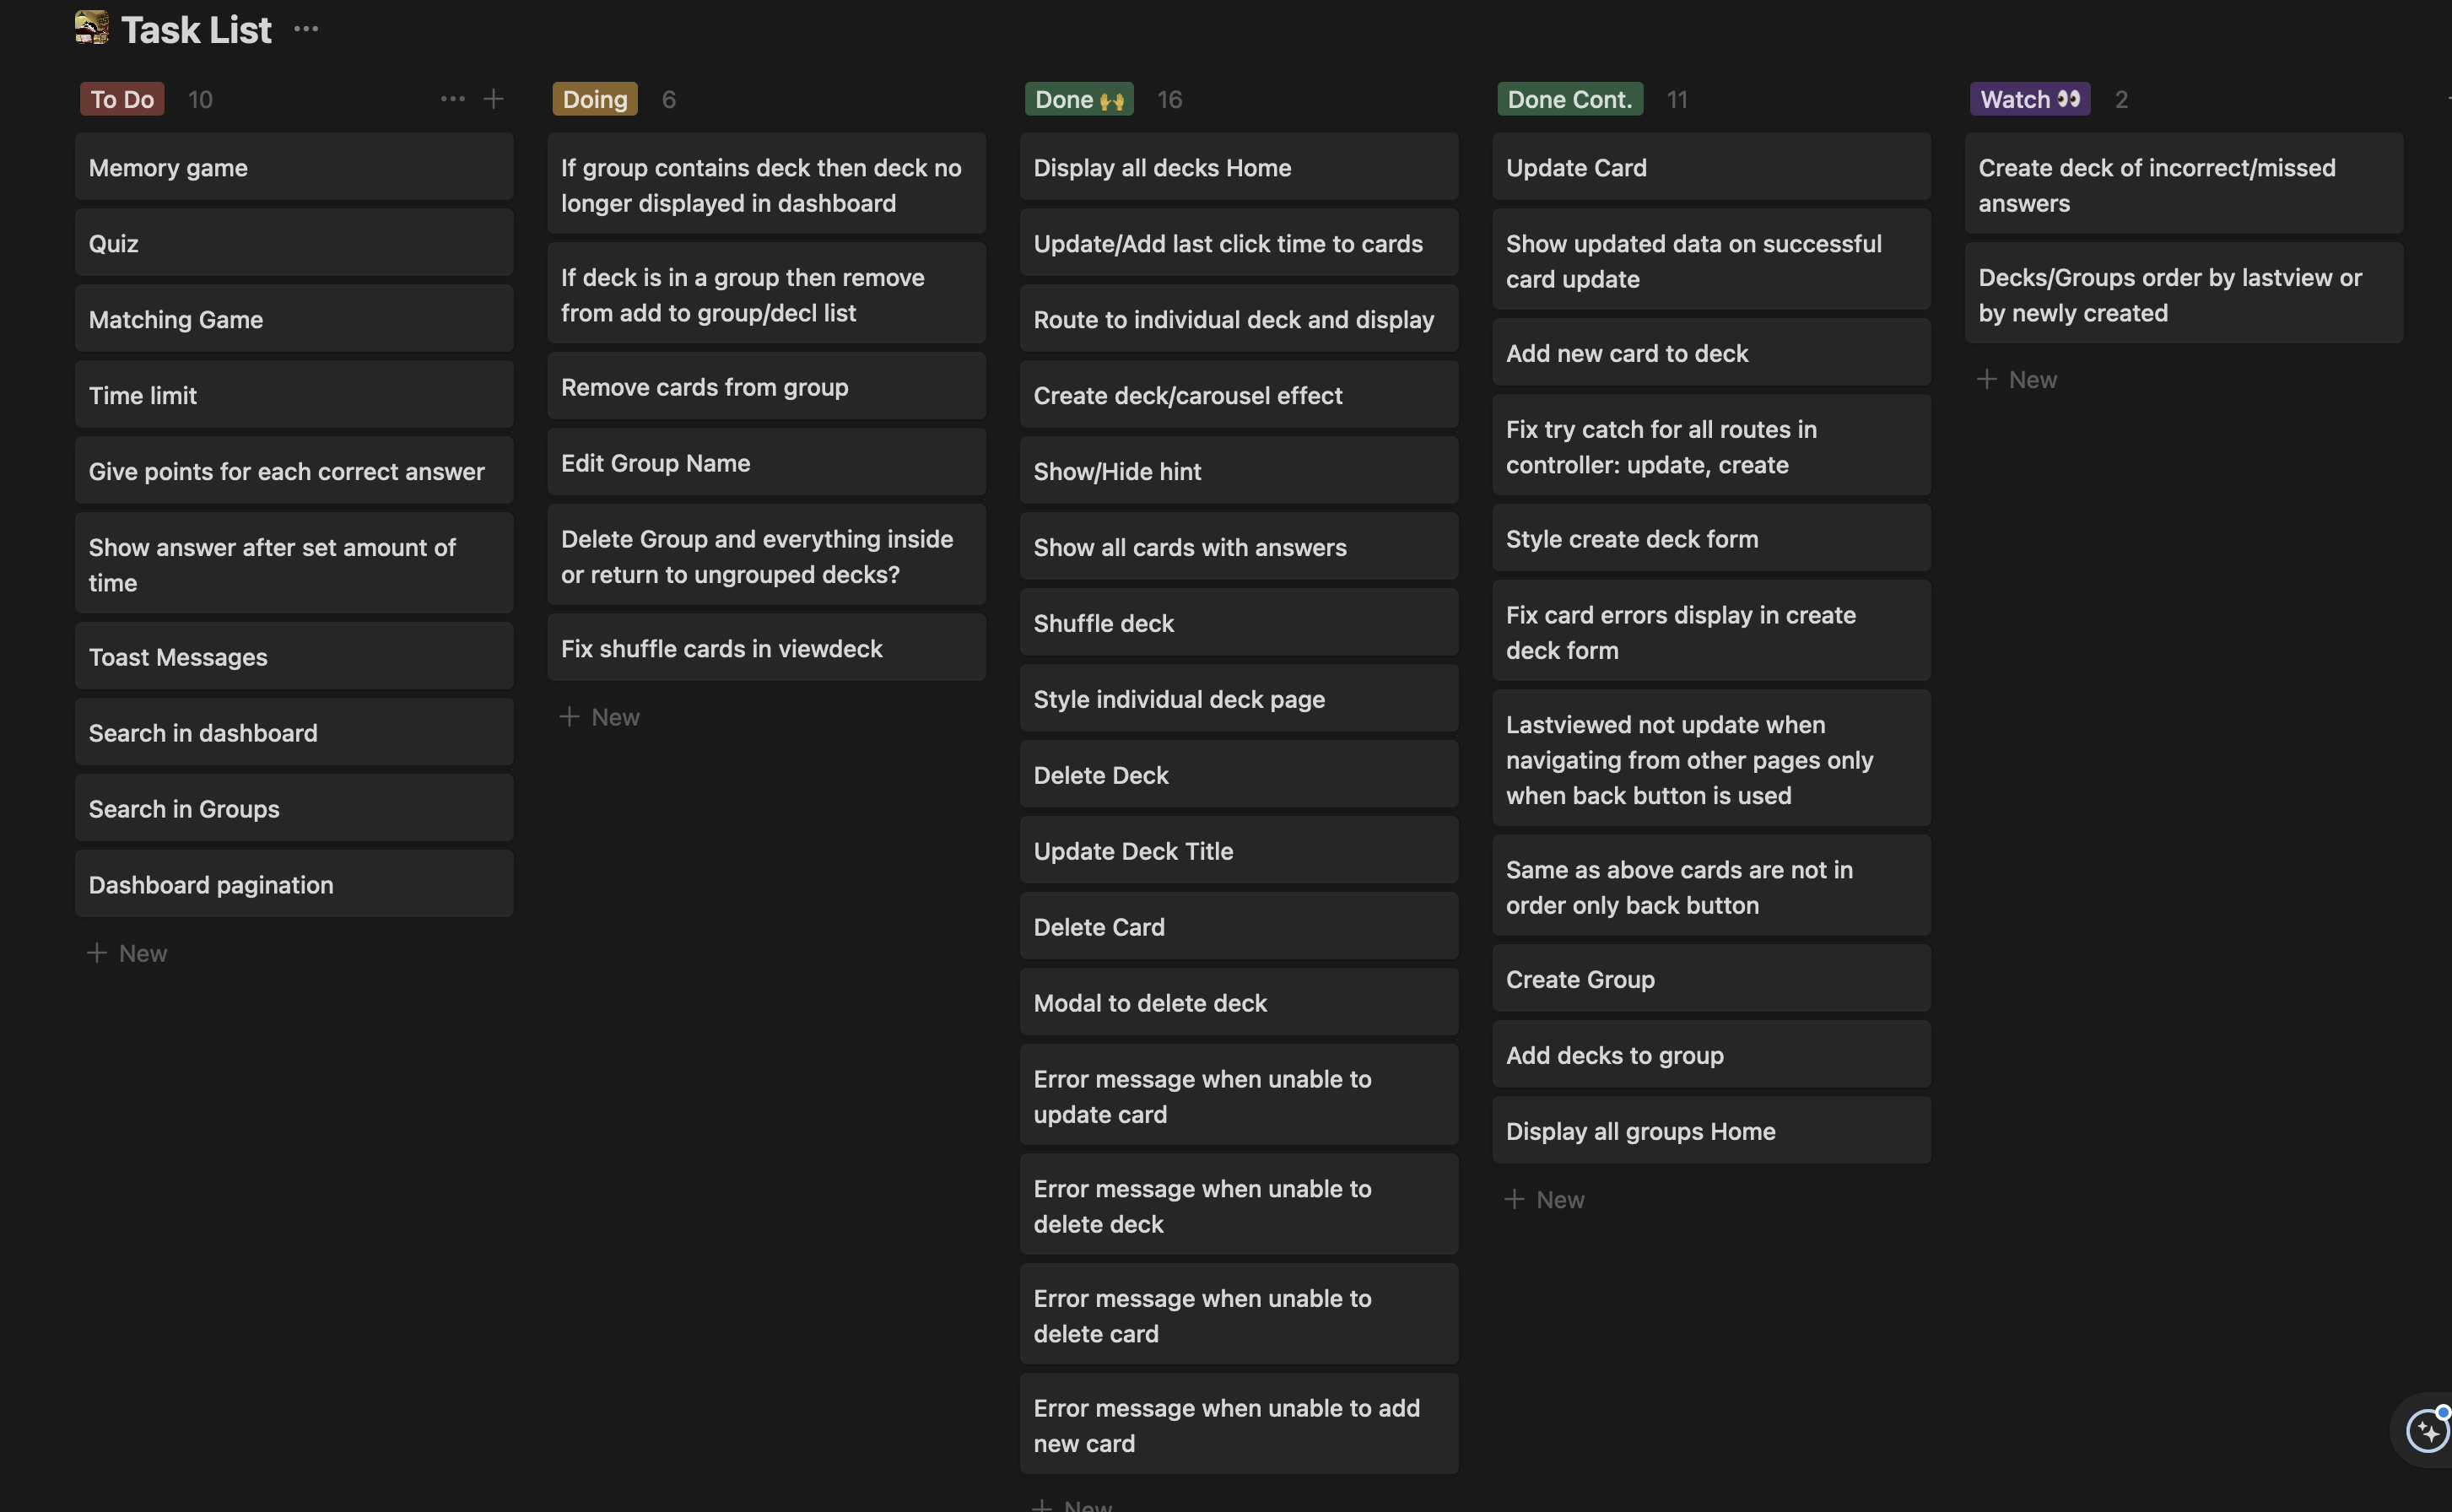 Task List
To Do 10
Memory game
Quiz
Matching Game
Time limit
Give points for each correct answer
Show answer after set amount of
time
Toast Messages
Search in dashboard
Search in Groups
Dashboard pagination
+ New
Doing 6
If group contains deck then deck no
longer displayed in dashboard
If deck is in a group then remove
from add to group/decl list
Remove cards from group
Edit Group Name
Delete Group and everything inside
or return to ungrouped decks?
Fix shuffle cards in viewdeck
+ New
Done 🙌 16
Display all decks Home
Update/Add last click time to cards
Route to individual deck and display
Create deck/carousel effect
Show/Hide hint
Show all cards with answers
Shuffle deck
Style individual deck page
Delete Deck
Update Deck Title
Delete Card
Modal to delete deck
Error message when unable to
update card
Error message when unable to
delete deck
Error message when unable to
delete card
Error message when unable to add
new card
+ New
Done Cont. 11
Update Card
Show updated data on successful
card update
Add new card to deck
Fix try catch for all routes in
controller: update, create
Style create deck form
Fix card errors display in create
deck form
Lastviewed not update when
navigating from other pages only
when back button is used
Same as above cards are not in
order only back button
Create Group
Add decks to group
Display all groups Home
+ New
Watch 👀 2
Create deck of incorrect/missed
answers
Decks/Groups order by lastview or
by newly created
+ New